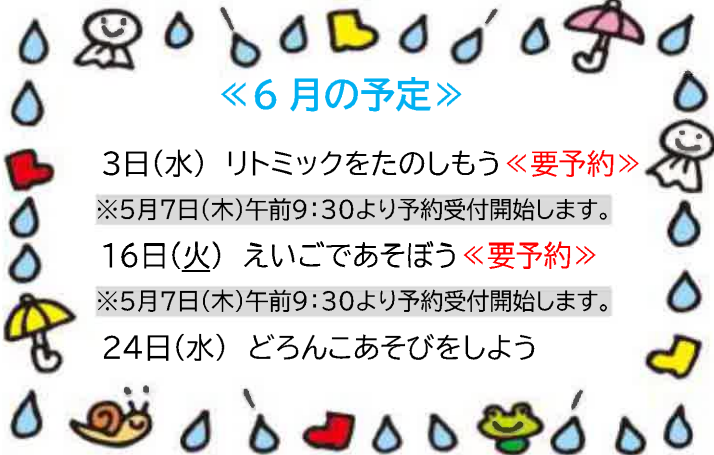 ≪6月の予定≫
3日(水) リトミックをたのしもう≪要予約≫
※5月7日(木)午前9:30より予約受付開始します。
16日(火) えいごであそぼう≪要予約≫
※5月7日(木)午前9:30より予約受付開始します。
24日(水) どろんこあそびをしよう